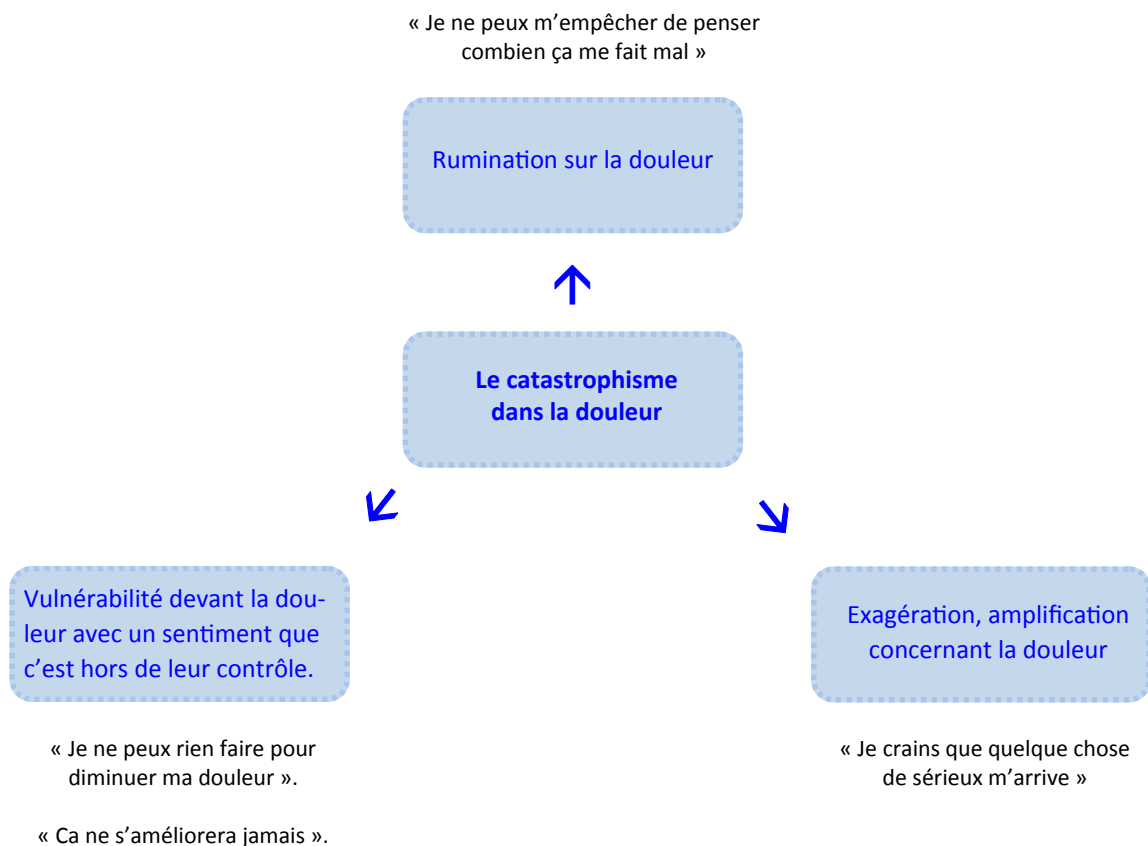 « Je ne peux m’empêcher de penser
combien ça me fait mal »
Rumination sur la douleur
Le catastrophisme
dans la douleur
Vulnérabilité devant la dou-
leur avec un sentiment que
c’est hors de leur contrôle.
« Je ne peux rien faire pour
diminuer ma douleur ».
« Ca ne s’améliorera jamais ».
Exagération, amplification
concernant la douleur
« Je crains que quelque chose
de sérieux m’arrive »